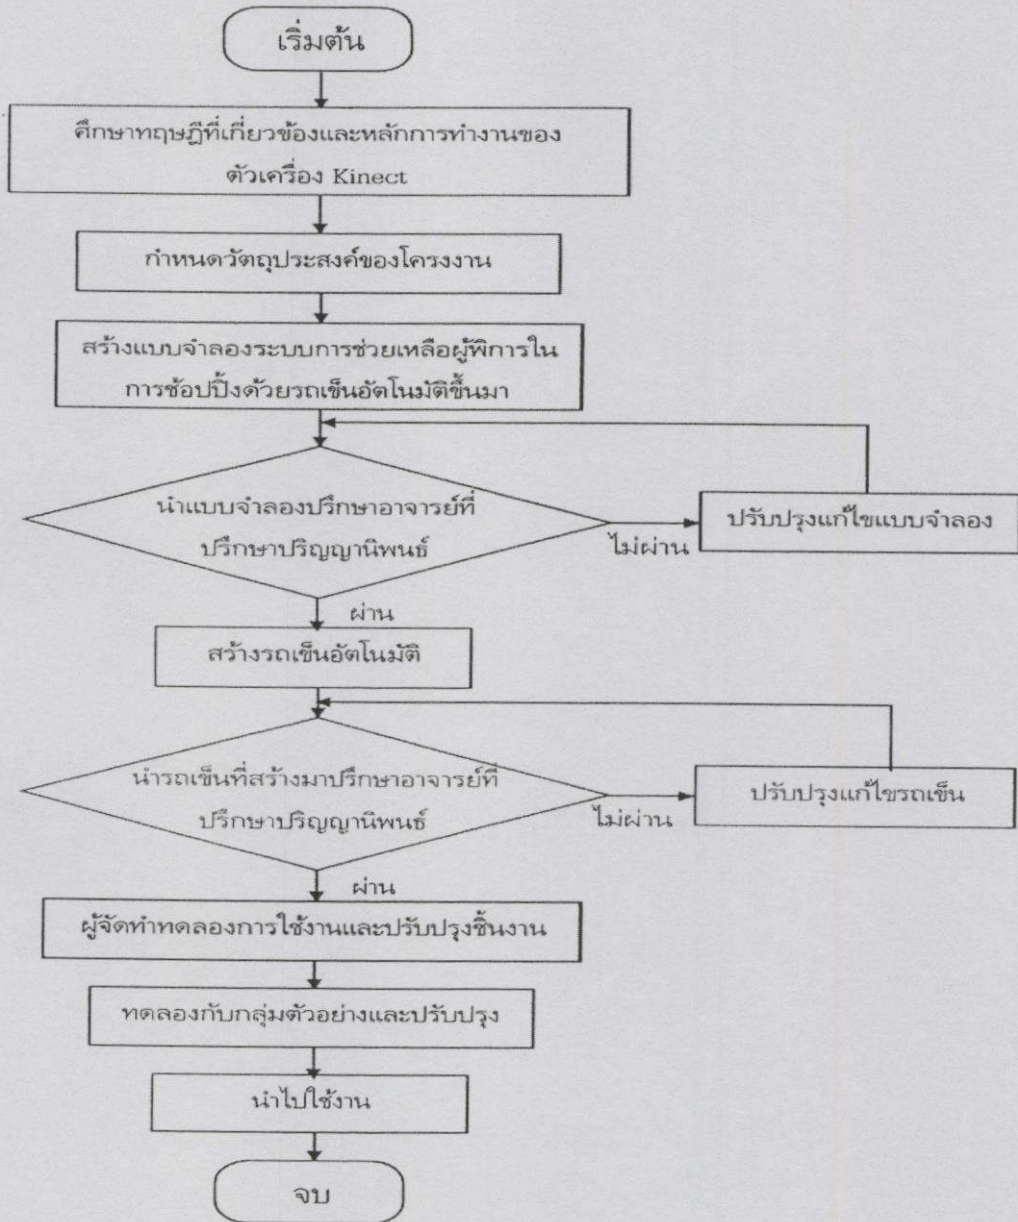 เริ่มต้น
ศึกษาทฤษฎีที่เกี่ยวข้องและหลักการทำงานของ
ตัวเครื่อง Kinect
กำหนดวัตถุประสงค์ของโครงงาน
สร้างแบบจำลองระบบการช่วยเหลือผู้พิการใน
การช้อปปิ้งด้วยรถเข็นอัตโนมัติขึ้นมา
นำแบบจำลองปรึกษาอาจารย์ที่
ปรึกษาปริญญานิพนธ์
ไม่ผ่าน
ปรับปรุงแก้ไขแบบจำลอง
ผ่าน
สร้างรถเข็นอัตโนมัติ
นำรถเข็นที่สร้างมาปรึกษาอาจารย์ที่
ปรึกษาปริญญานิพนธ์
ไม่ผ่าน
ปรับปรุงแก้ไขรถเข็น
ผ่าน
ผู้จัดทำทดลองการใช้งานและปรับปรุงชิ้นงาน
ทดลองกับกลุ่มตัวอย่างและปรับปรุง
นำไปใช้งาน
จบ